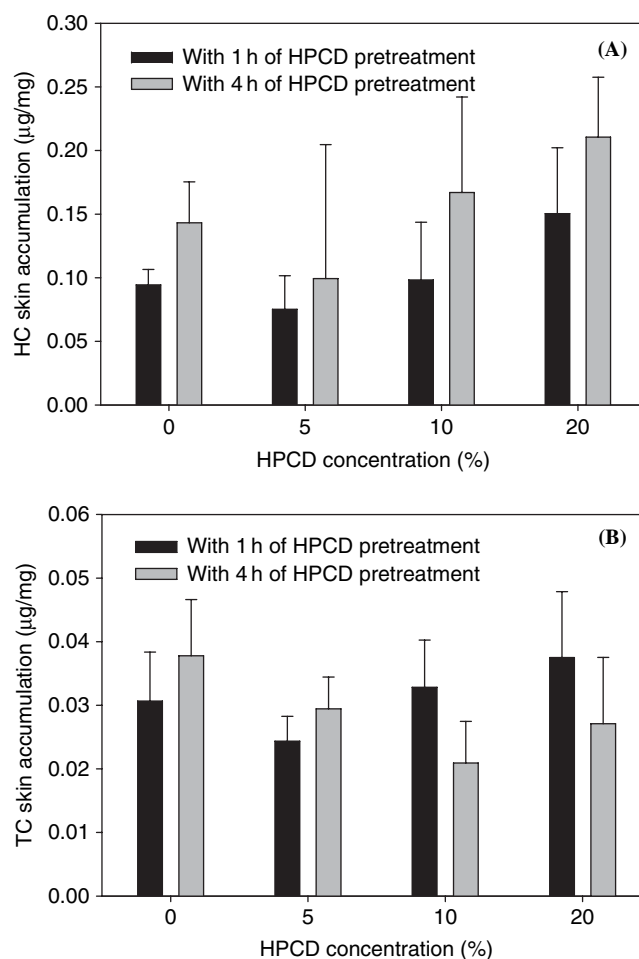 (A)
With 1 h of HPCD pretreatment
With 4 h of HPCD pretreatment
HC skin accumulation (μg/mg)
0.30
0.25
0.20
0.15
0.10
0.05
0.00
0 5 10 20
HPCD concentration (%)
(B)
With 1 h of HPCD pretreatment
With 4 h of HPCD pretreatment
TC skin accumulation (μg/mg)
0.06
0.05
0.04
0.03
0.02
0.01
0.00
0 5 10 20
HPCD concentration (%)